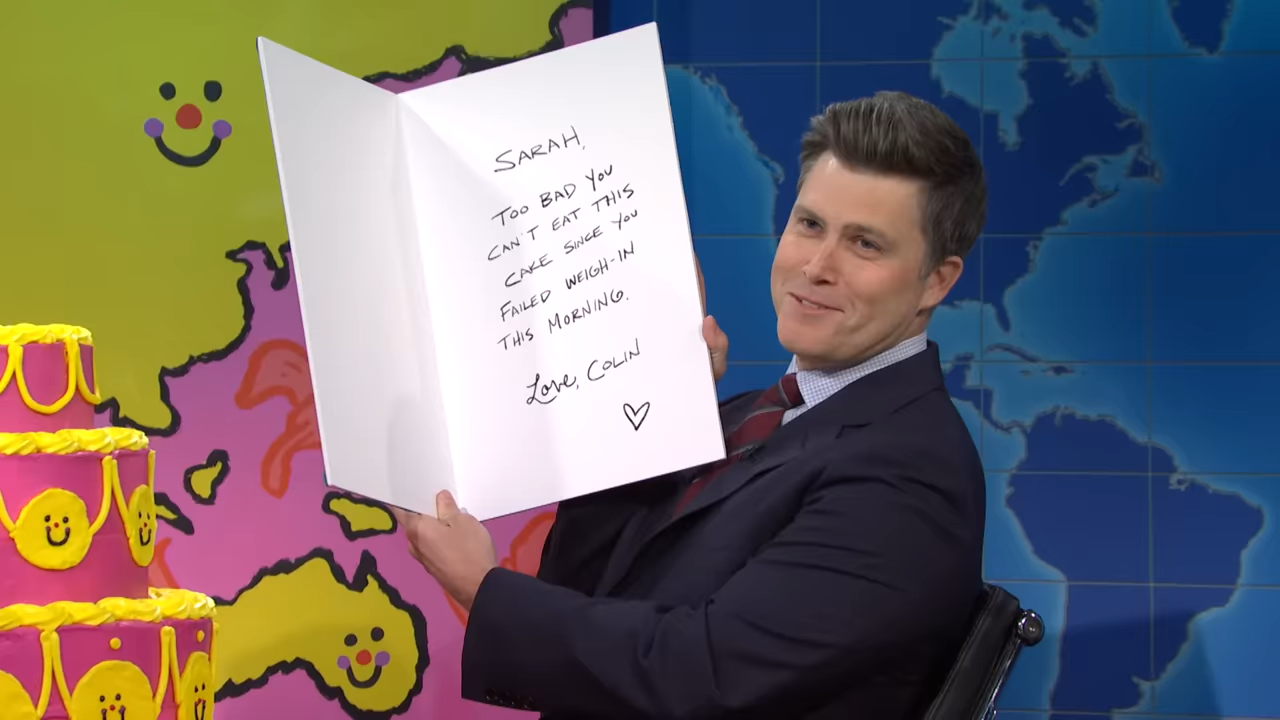 SARAH,
TOO BAD YOU
CAN'T EAT THIS
CAKE SINCE YOU
FAILED WEIGH-IN
THIS MORNING.
Love, COLIN